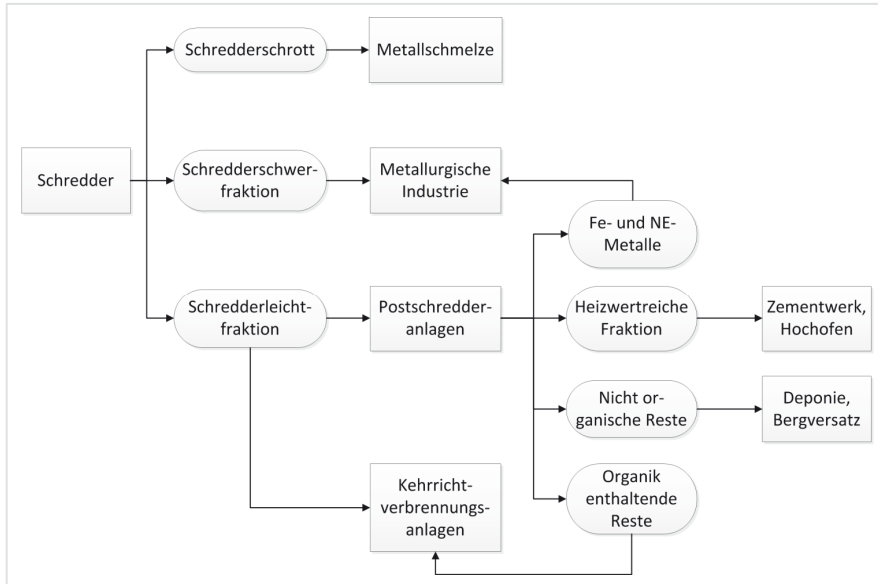 Schredder
Schredderschrott
Metallschmelze
Schredderschwer-
fraktion
Metallurgische
Industrie
Fe- und NE-
Metalle
Schredderleicht-
fraktion
Postschredder-
anlagen
Heizwertreiche
Fraktion
Zementwerk,
Hochofen
Nicht or-
ganische Reste
Deponie,
Bergversatz
Kehrricht-
verbrennungs-
anlagen
Organik
enthaltende
Reste